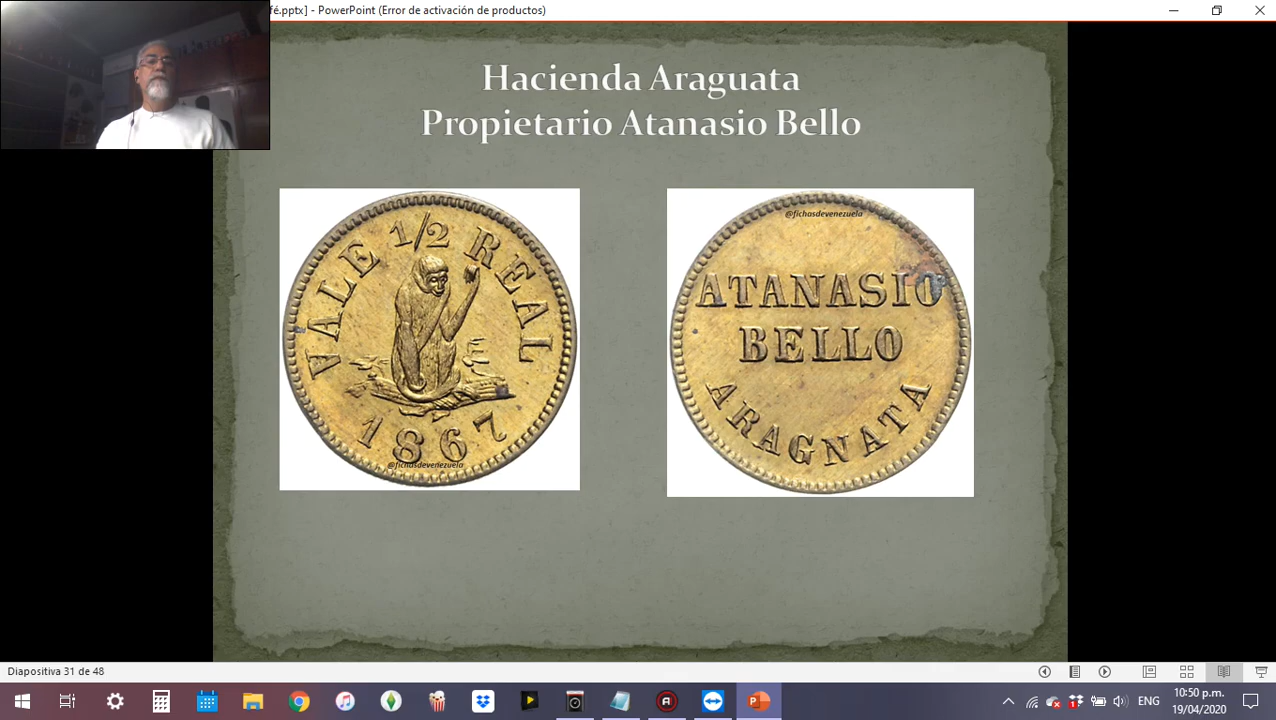 fé.pptx] - PowerPoint (Error de activación de productos)
Hacienda Araguata
Propietario Atanasio Bello
VALE 1/2 REAL
1867
@fichasdevenezuela
@fichasdevenezuela
ATANASIO
BELLO
ARAGNATA
Diapositiva 31 de 48
ENG
10:50 p.m.
19/04/2020